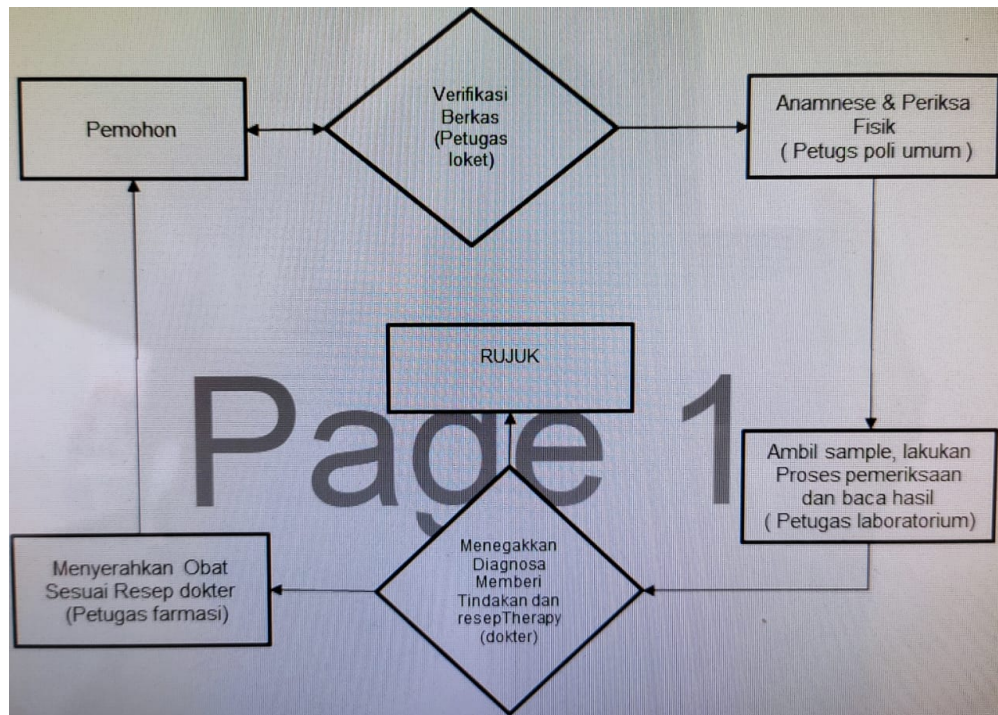 Pemohon
Verifikasi
Berkas
(Petugas
loket)
Anamnese & Periksa
Fisik
( Petugs poli umum )
RUJUK
Page 1
Ambil sample, lakukan
Proses pemeriksaan
dan baca hasil
( Petugas laboratorium)
Menegakkan
Diagnosa
Memberi
Tindakan dan
resepTherapy
(dokter)
Menyerahkan Obat
Sesuai Resep dokter
(Petugas farmasi)